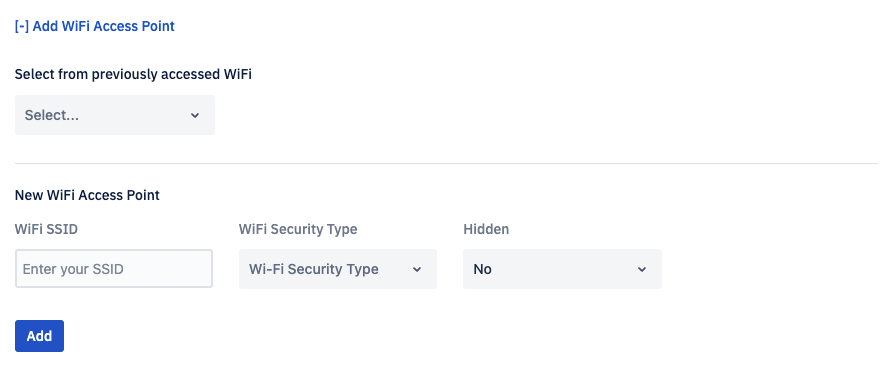 [-] Add WiFi Access Point
Select from previously accessed WiFi
Select...
New WiFi Access Point
WiFi SSID WiFi Security Type Hidden
Enter your SSID Wi-Fi Security Type No
Add